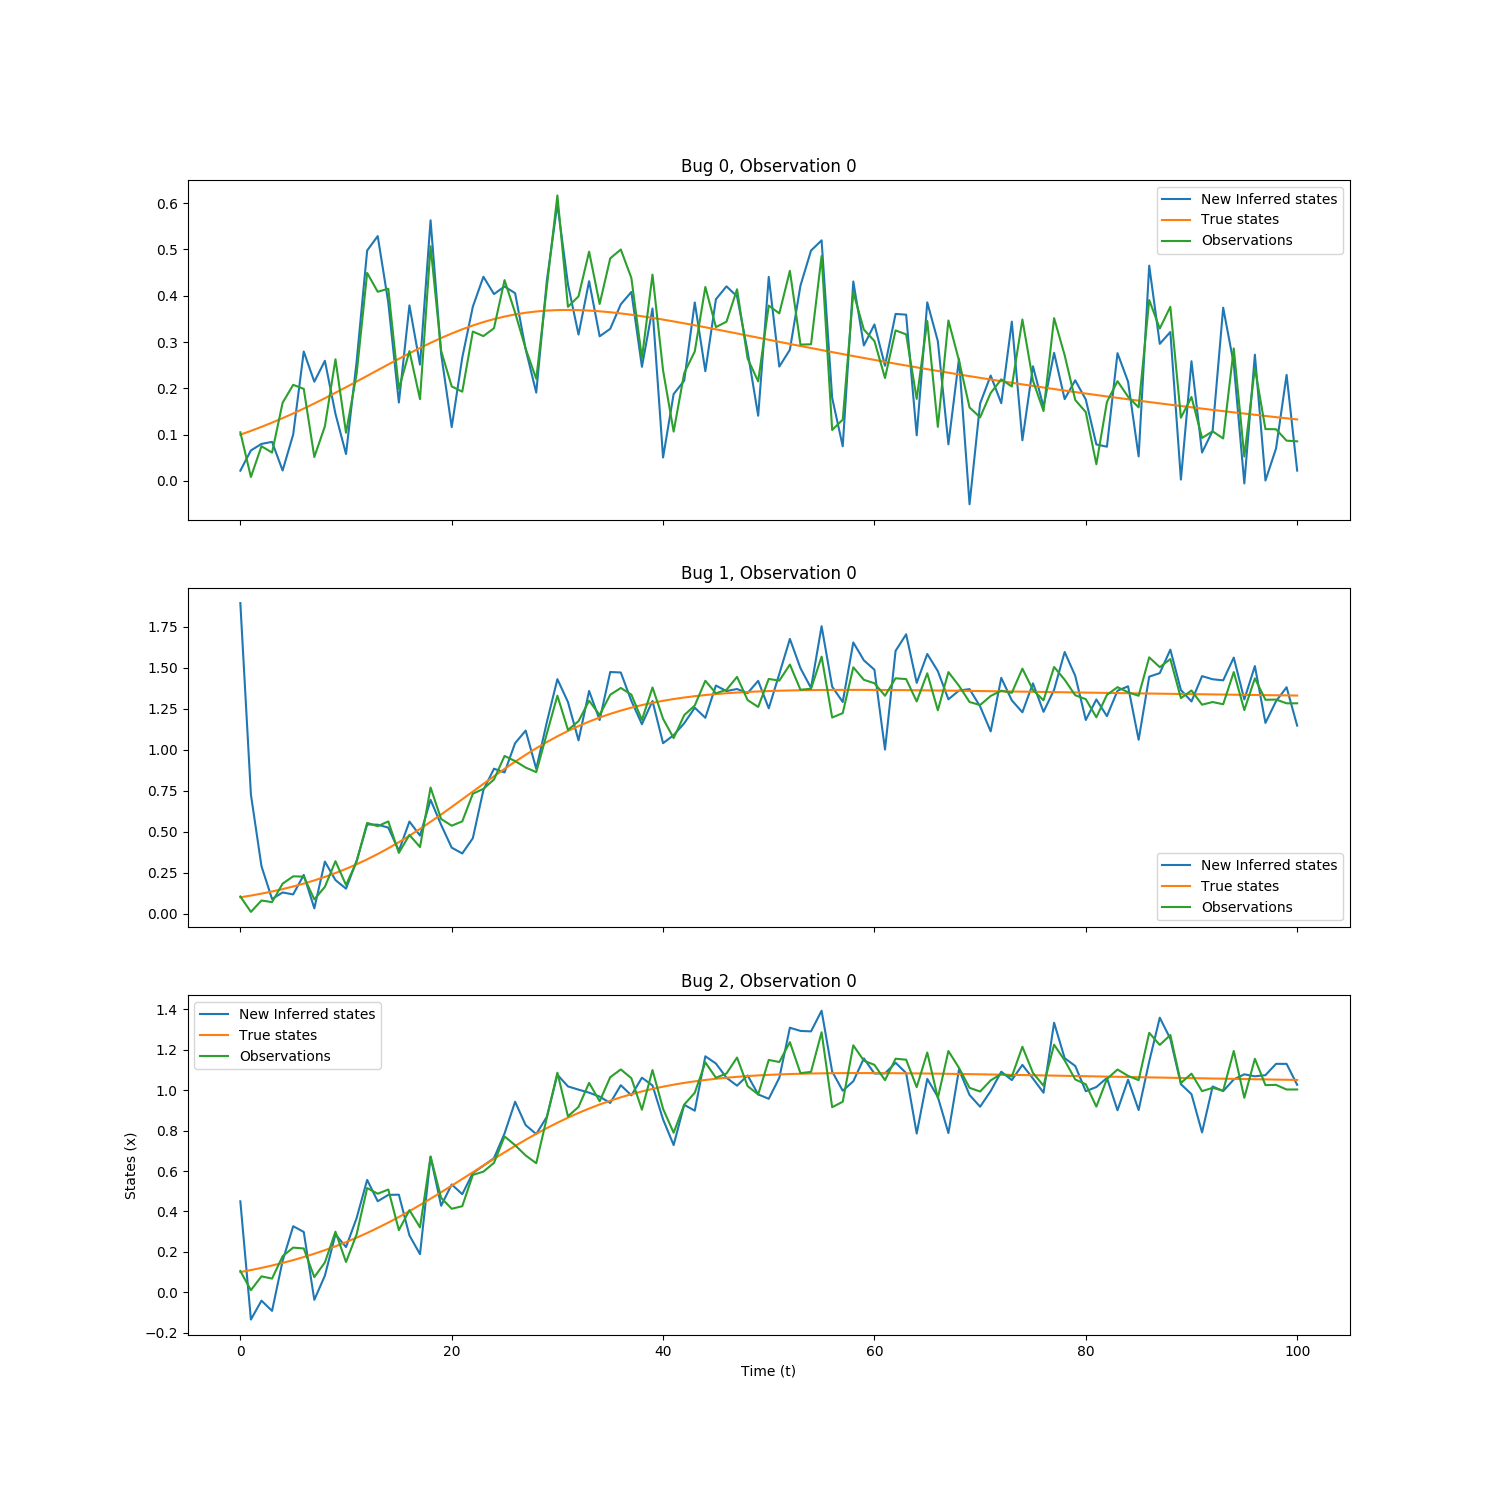 Bug 0, Observation 0
0.6
0.5
0.4
0.3
0.2
0.1
0.0
New Inferred states
True states
Observations
Bug 1, Observation 0
1.75
1.50
1.25
1.00
0.75
0.50
0.25
0.00
New Inferred states
True states
Observations
Bug 2, Observation 0
1.4
1.2
1.0
0.8
0.6
0.4
0.2
0.0
−0.2
New Inferred states
True states
Observations
States (x)
0 20 40 60 80 100
Time (t)